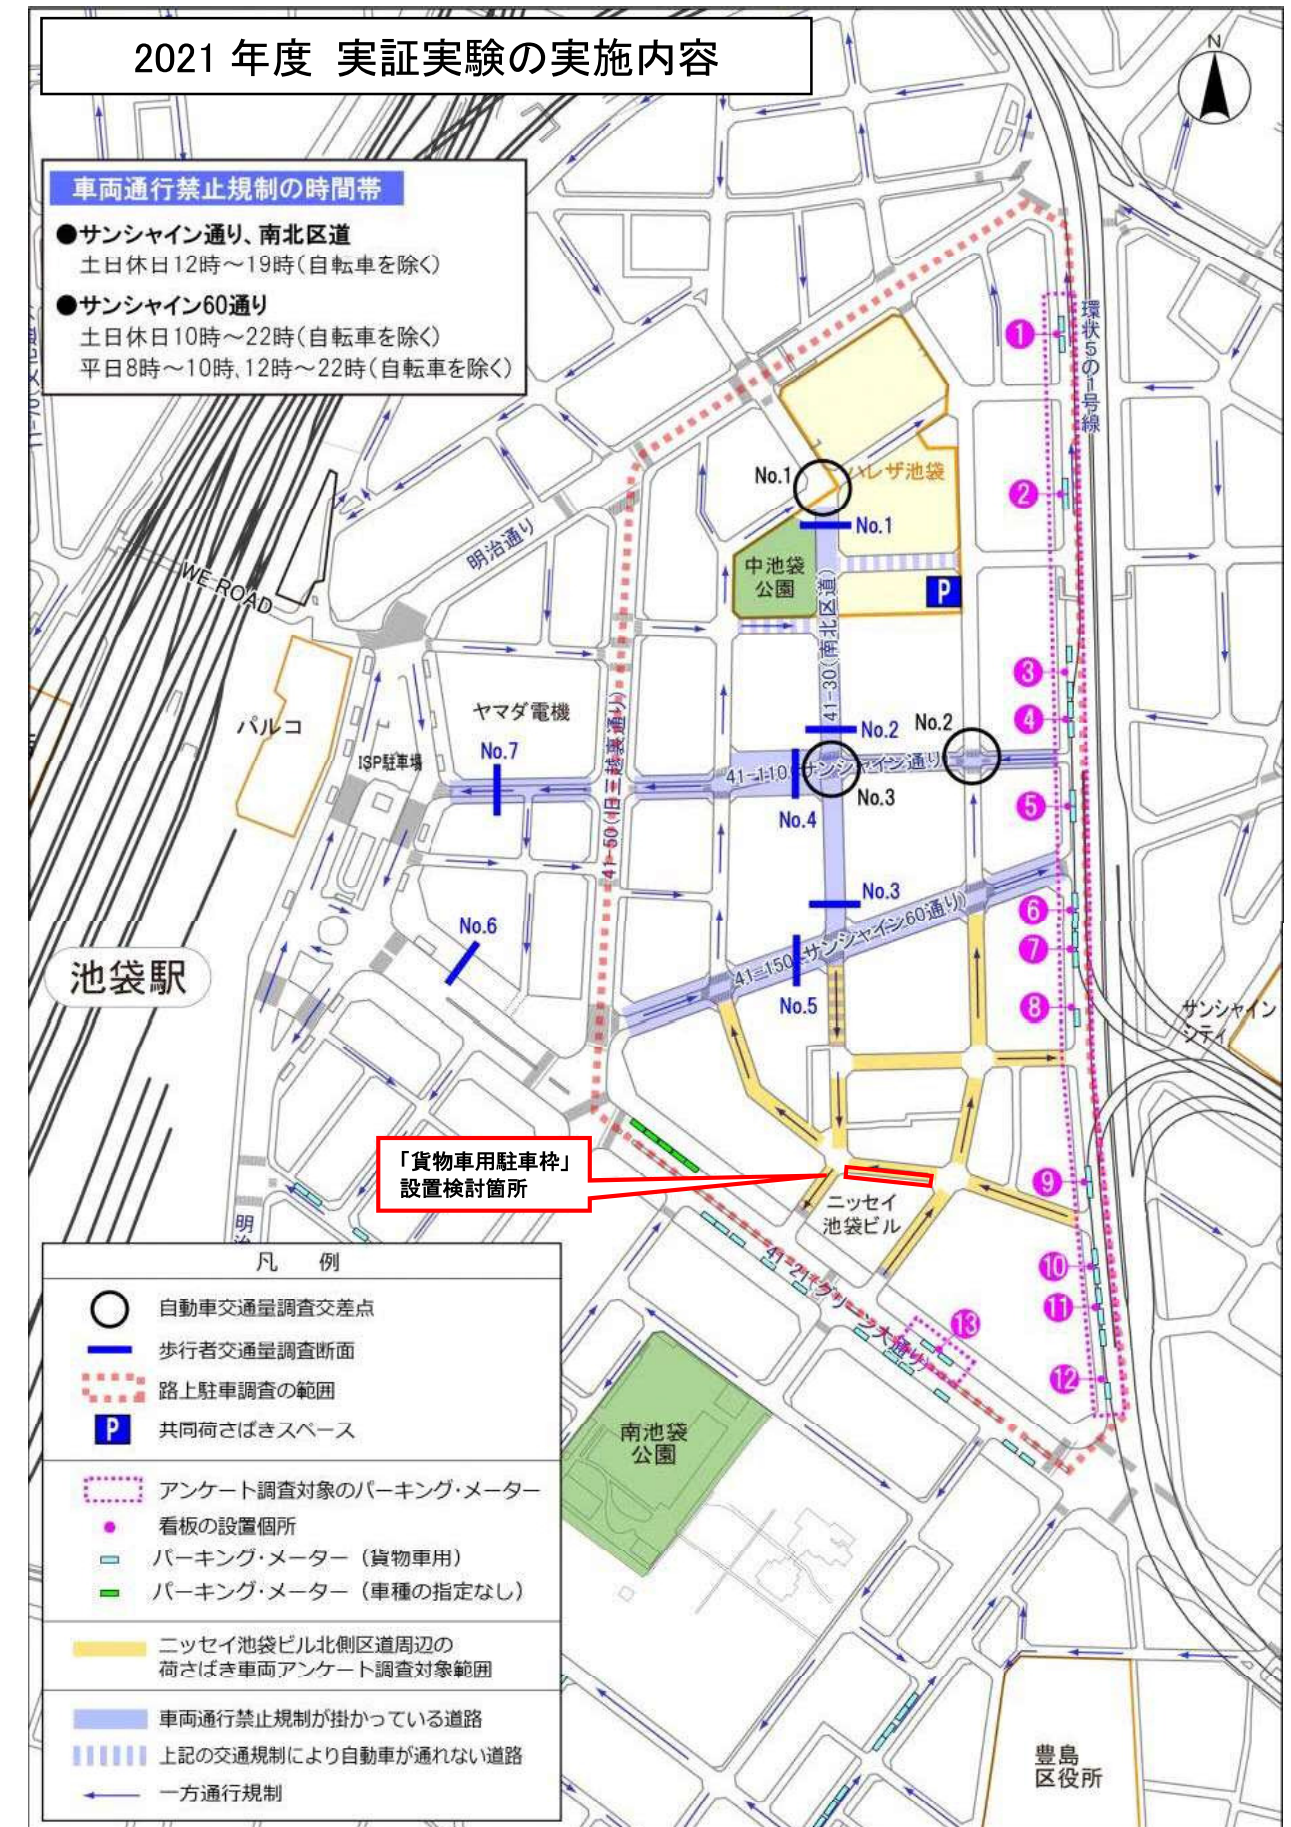 2021 年度 実証実験の実施内容
N
車両通行禁止規制の時間帯
●サンシャイン通り、南北区道
土日休日12時～19時(自転車を除く)
●サンシャイン60通り
土日休日10時～22時(自転車を除く)
平日8時～10時、12時～22時(自転車を除く)
環状5の1号線
1
2
3
4
5
6
7
8
9
10
11
12
13
No.1
ハレザ池袋
No.1
中池袋
公園
P
明治通り
WE ROAD
41-30(南北区道)
パルコ
ヤマダ電機
ISP駐車場
No.7
41-50(旧三越裏通り)
No.2
No.2
41-110(サンシャイン通り)
No.3
No.4
No.3
41-150(サンシャイン60通り)
No.5
No.6
池袋駅
サンシャイン
シティ
「貨物車用駐車枠」
設置検討箇所
ニッセイ
池袋ビル
41-21(グリーン大通り)
南池袋
公園
豊島
区役所
凡 例
自動車交通量調査交差点
歩行者交通量調査断面
路上駐車調査の範囲
P 共同荷さばきスペース
アンケート調査対象のパーキング・メーター
看板の設置個所
パーキング・メーター（貨物車用）
パーキング・メーター（車種の指定なし）
ニッセイ池袋ビル北側区道周辺の
荷さばき車両アンケート調査対象範囲
車両通行禁止規制が掛かっている道路
上記の交通規制により自動車が通れない道路
一方通行規制